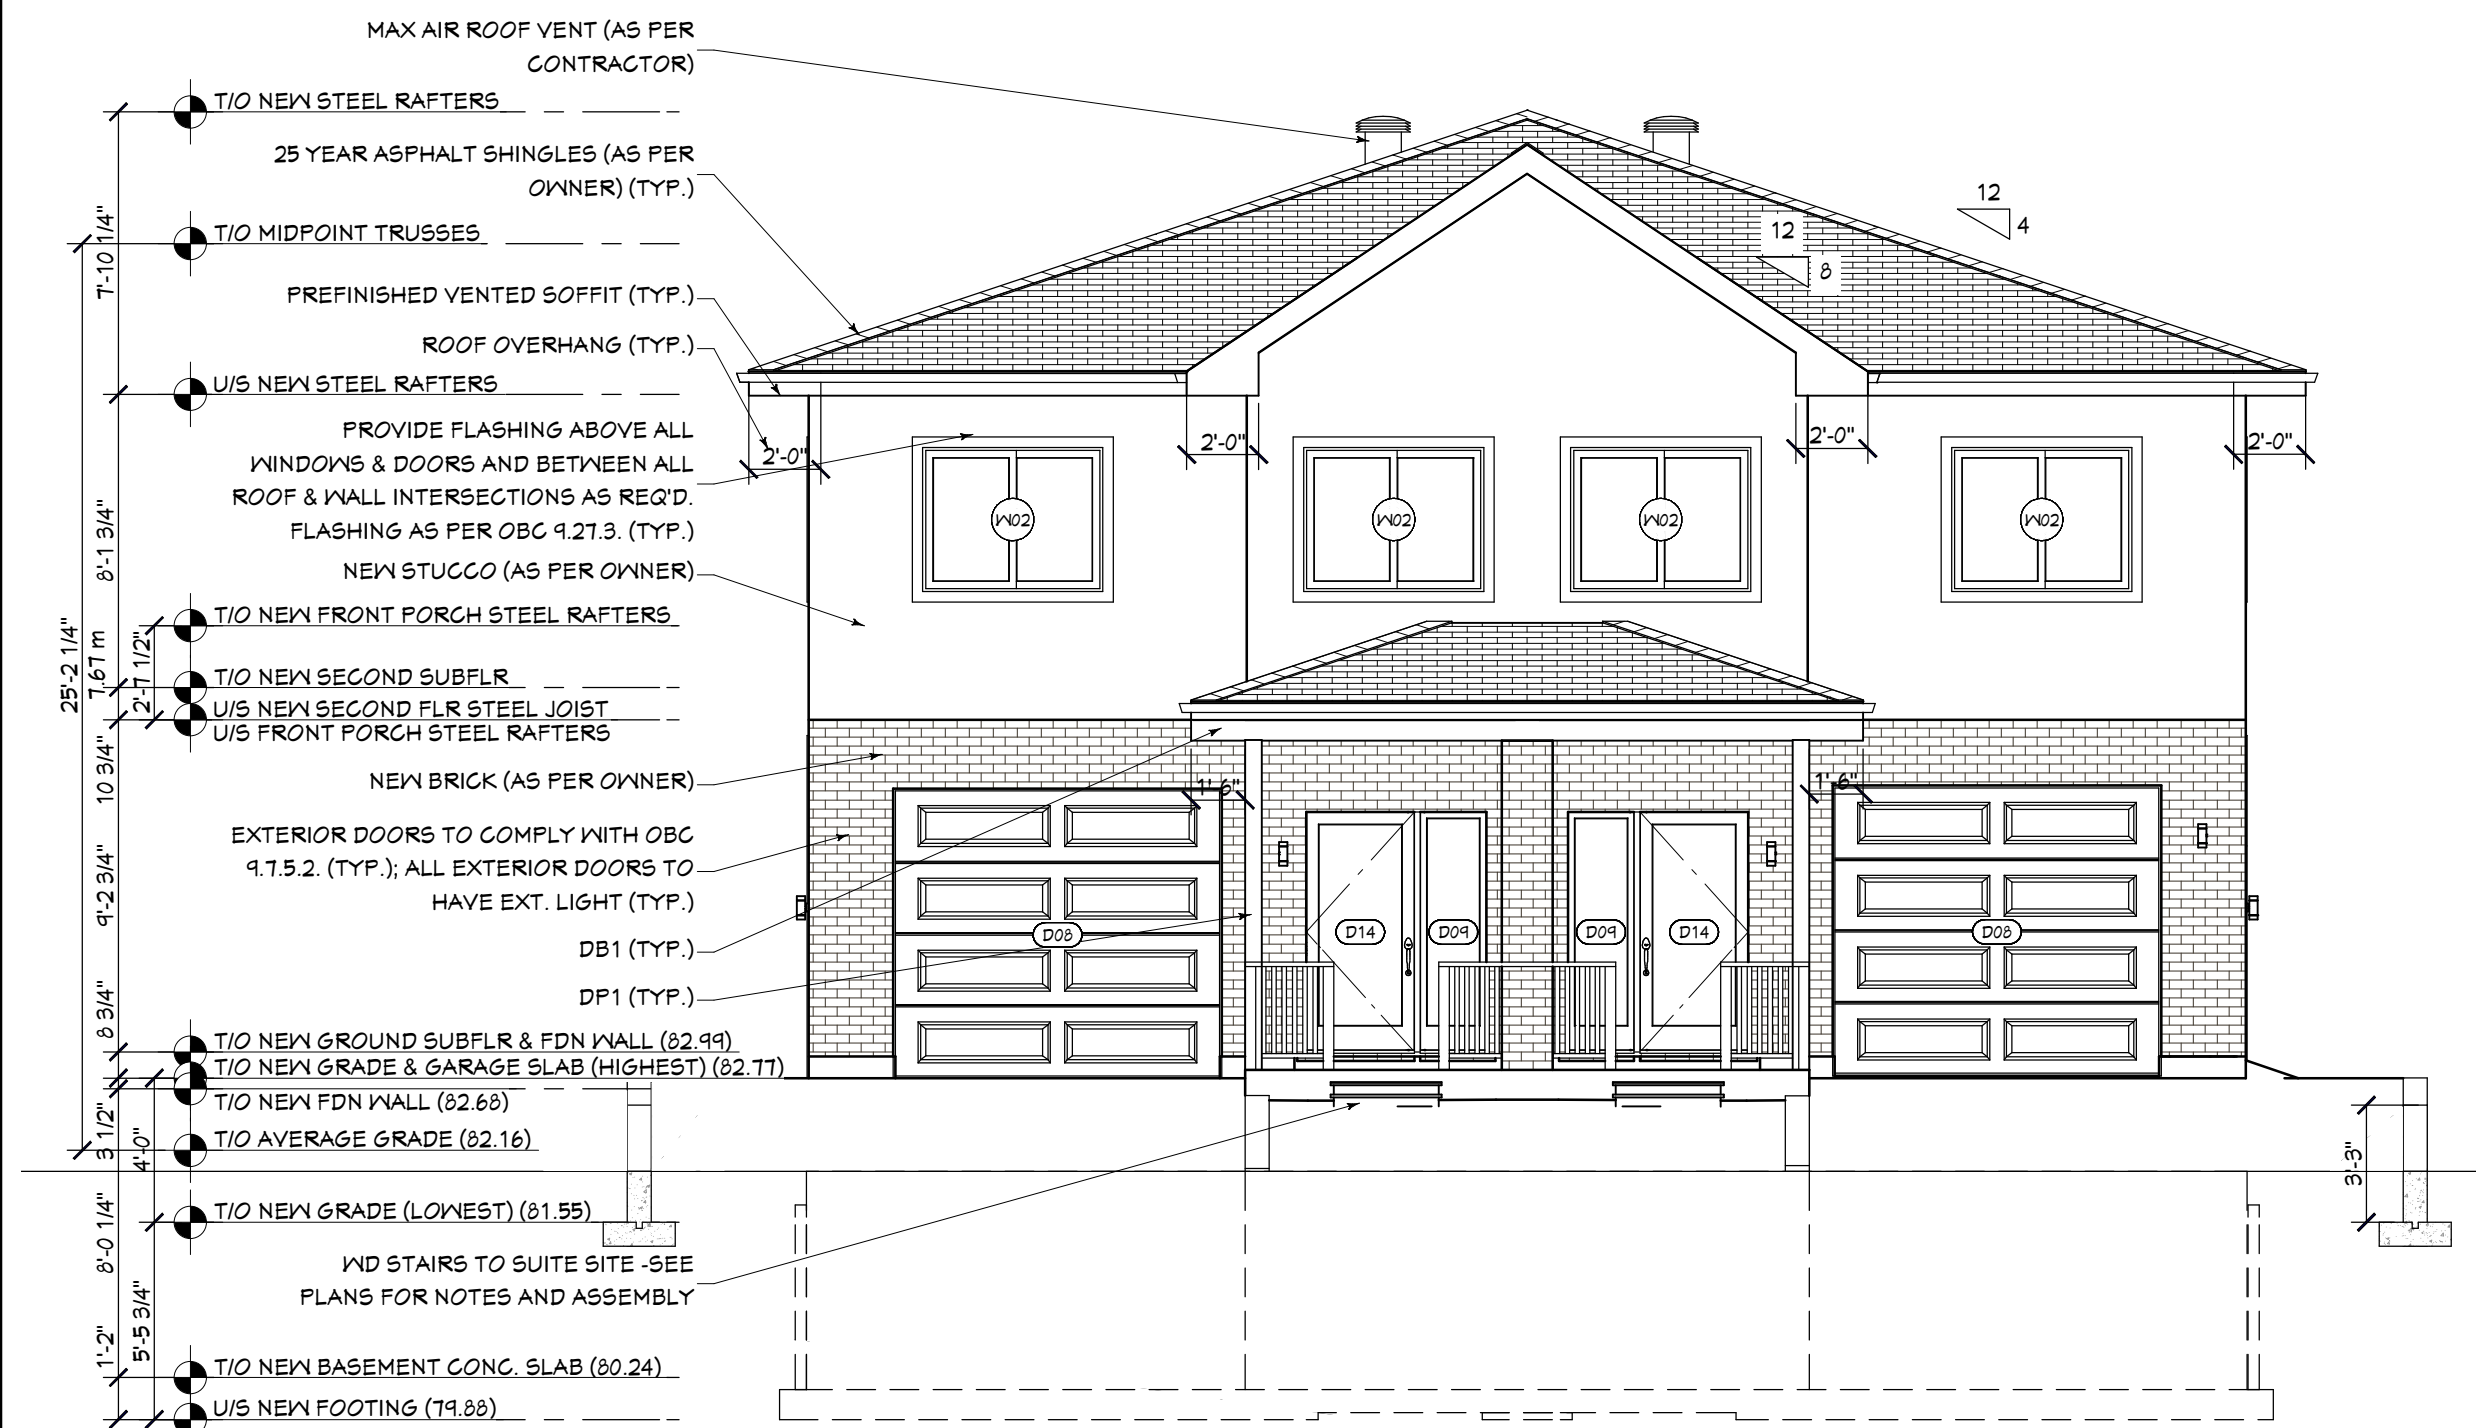 MAX AIR ROOF VENT (AS PER
CONTRACTOR)
T/O NEW STEEL RAFTERS
25 YEAR ASPHALT SHINGLES (AS PER
OWNER) (TYP.)
12
4
12
8
7'-10 1/4"
T/O MIDPOINT TRUSSES
PREFINISHED VENTED SOFFIT (TYP.)
ROOF OVERHANG (TYP.)
U/S NEW STEEL RAFTERS
PROVIDE FLASHING ABOVE ALL
WINDOWS & DOORS AND BETWEEN ALL
ROOF & WALL INTERSECTIONS AS REQ'D.
FLASHING AS PER OBC 9.27.3. (TYP.)
2'-0"
2'-0"
2'-0"
2'-0"
W02
W02
W02
W02
8'-1 3/4"
NEW STUCCO (AS PER OWNER)
T/O NEW FRONT PORCH STEEL RAFTERS
25'-2 1/4"
7.67 m
2'-7 1/2"
T/O NEW SECOND SUBFLR
U/S NEW SECOND FLR STEEL JOIST
U/S FRONT PORCH STEEL RAFTERS
10 3/4"
NEW BRICK (AS PER OWNER)
1'-6"
1'-6"
EXTERIOR DOORS TO COMPLY WITH OBC
9.7.5.2. (TYP.); ALL EXTERIOR DOORS TO
HAVE EXT. LIGHT (TYP.)
9'-2 3/4"
D08
D14
D09
D09
D14
D08
DB1 (TYP.)
DP1 (TYP.)
8 3/4"
T/O NEW GROUND SUBFLR & FDN WALL (82.99)
T/O NEW GRADE & GARAGE SLAB (HIGHEST) (82.77)
T/O NEW FDN WALL (82.68)
3 1/2"
T/O AVERAGE GRADE (82.16)
4'-0"
3'-3"
T/O NEW GRADE (LOWEST) (81.55)
8'-0 1/4"
WD STAIRS TO SUITE SITE -SEE
PLANS FOR NOTES AND ASSEMBLY
5'-5 3/4"
1'-2"
T/O NEW BASEMENT CONC. SLAB (80.24)
U/S NEW FOOTING (79.88)